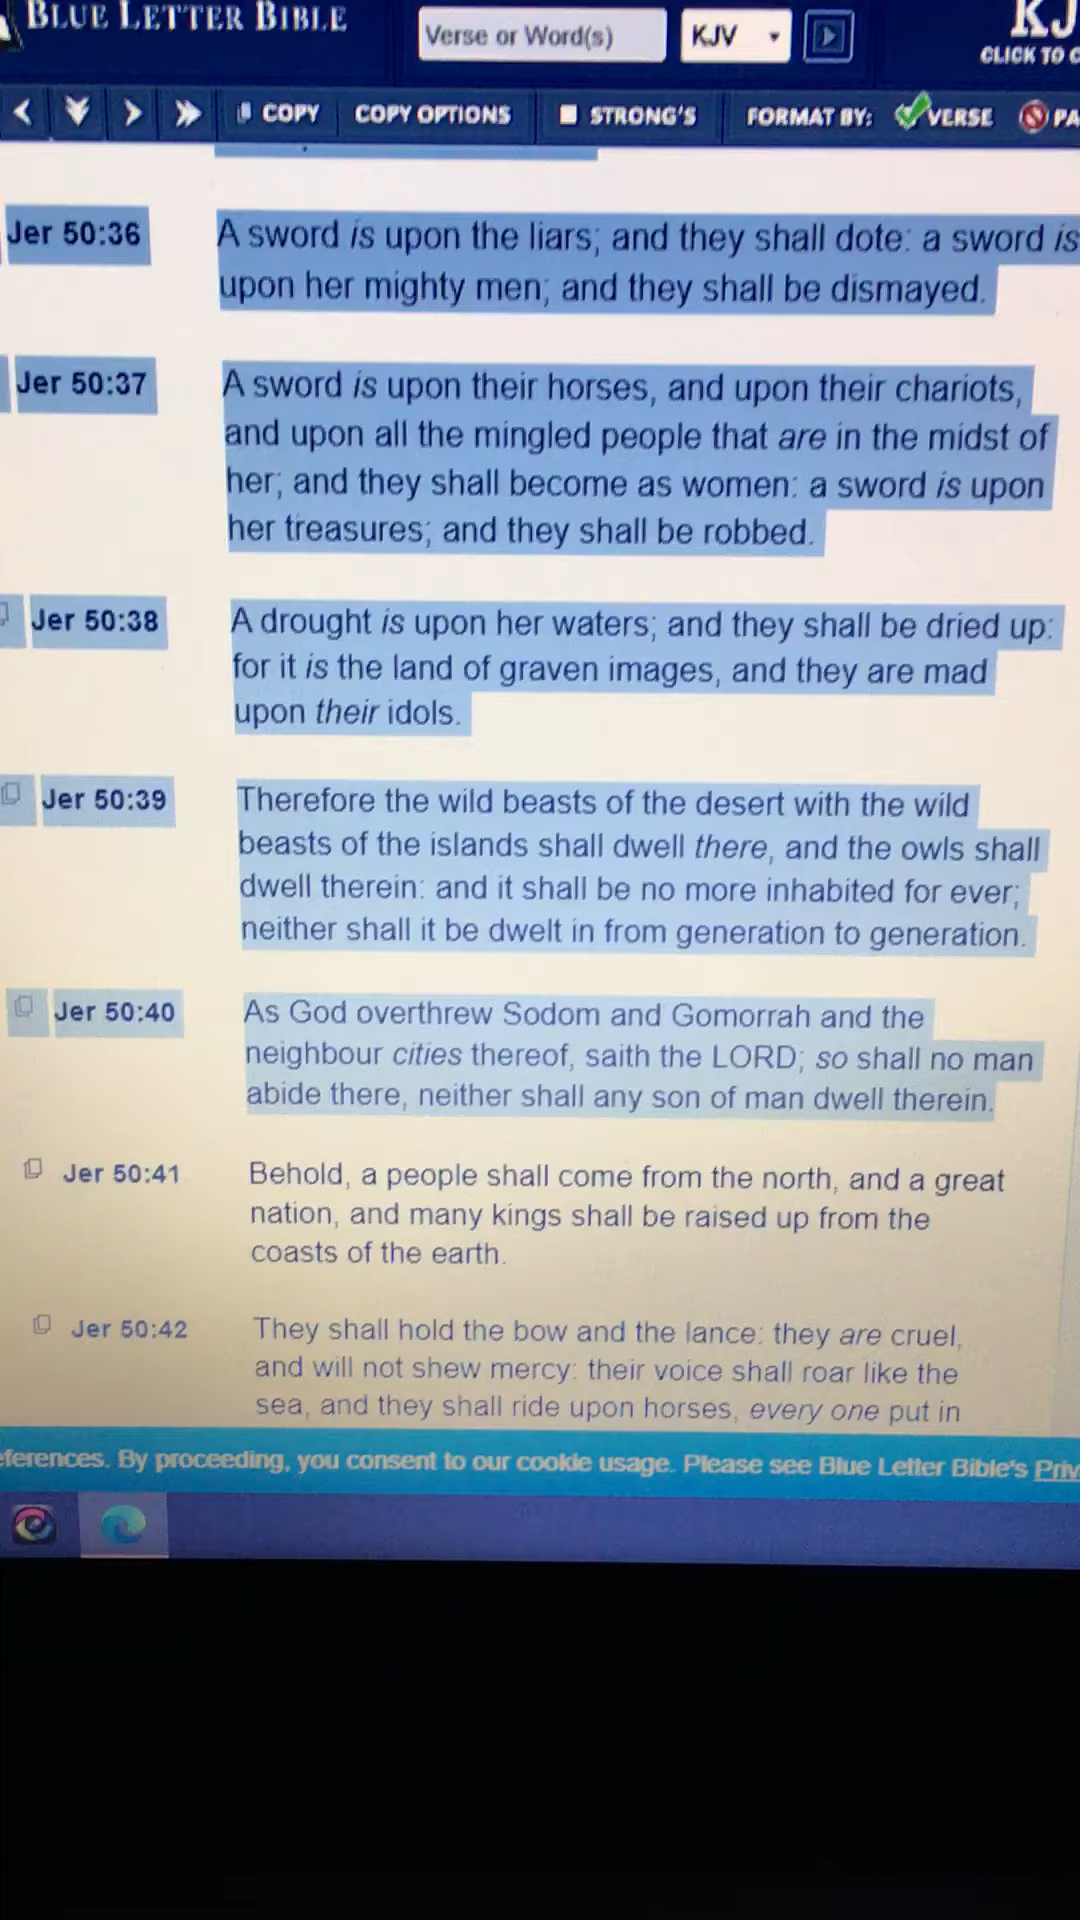 BLUE LETTER BIBLE
Verse or Word(s)
KJV
KJ
CLICK TO C
COPY
COPY OPTIONS
STRONG'S
FORMAT BY:
VERSE
PA
Jer 50:36
A sword is upon the liars; and they shall dote: a sword is
upon her mighty men; and they shall be dismayed.
Jer 50:37
A sword is upon their horses, and upon their chariots,
and upon all the mingled people that are in the midst of
her; and they shall become as women: a sword is upon
her treasures; and they shall be robbed.
Jer 50:38
A drought is upon her waters; and they shall be dried up:
for it is the land of graven images, and they are mad
upon their idols.
Jer 50:39
Therefore the wild beasts of the desert with the wild
beasts of the islands shall dwell there, and the owls shall
dwell therein: and it shall be no more inhabited for ever;
neither shall it be dwelt in from generation to generation.
Jer 50:40
As God overthrew Sodom and Gomorrah and the
neighbour cities thereof, saith the LORD; so shall no man
abide there, neither shall any son of man dwell therein.
Jer 50:41
Behold, a people shall come from the north, and a great
nation, and many kings shall be raised up from the
coasts of the earth.
Jer 50:42
They shall hold the bow and the lance: they are cruel,
and will not shew mercy: their voice shall roar like the
sea, and they shall ride upon horses, every one put in
eferences. By proceeding, you consent to our cookie usage. Please see Blue Letter Bible's Priv